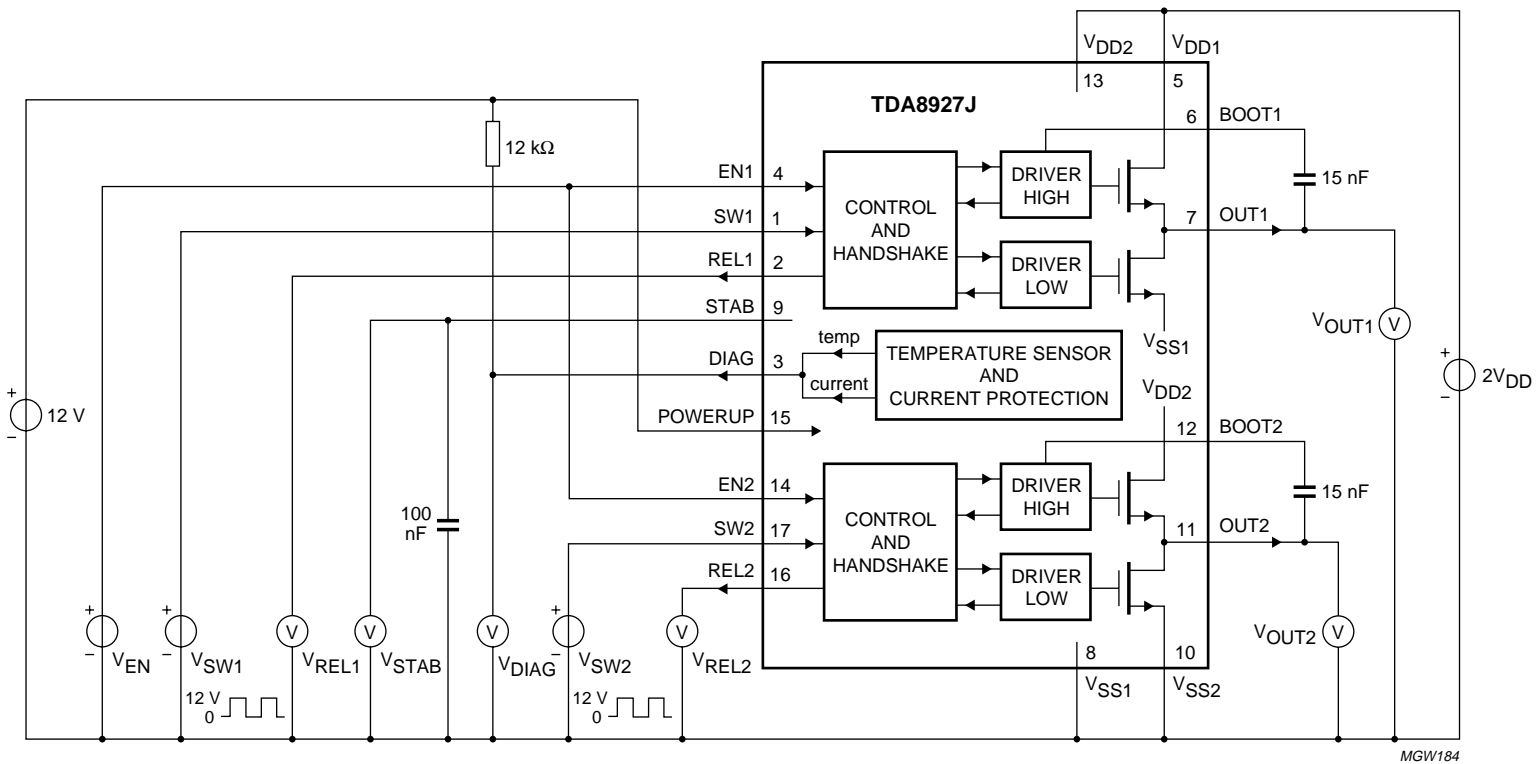 VDD2
VDD1
13
5
TDA8927J
6
BOOT1
12 kΩ
15 nF
EN1
4
CONTROL
AND
HANDSHAKE
DRIVER
HIGH
SW1
1
7
OUT1
REL1
2
DRIVER
LOW
STAB
9
VOUT1
V
VSS1
temp
DIAG
3
current
TEMPERATURE SENSOR
AND
CURRENT PROTECTION
+
2VDD
−
VDD2
+
12 V
−
POWERUP
15
12
BOOT2
15 nF
EN2
14
CONTROL
AND
HANDSHAKE
DRIVER
HIGH
100
nF
SW2
17
11
OUT2
REL2
16
DRIVER
LOW
+
−
VEN
+
−
VSW1
V
VREL1
V
VSTAB
V
VDIAG
+
−
VSW2
V
VREL2
VOUT2
V
8
10
VSS1
VSS2
12 V
0
12 V
0
MGW184